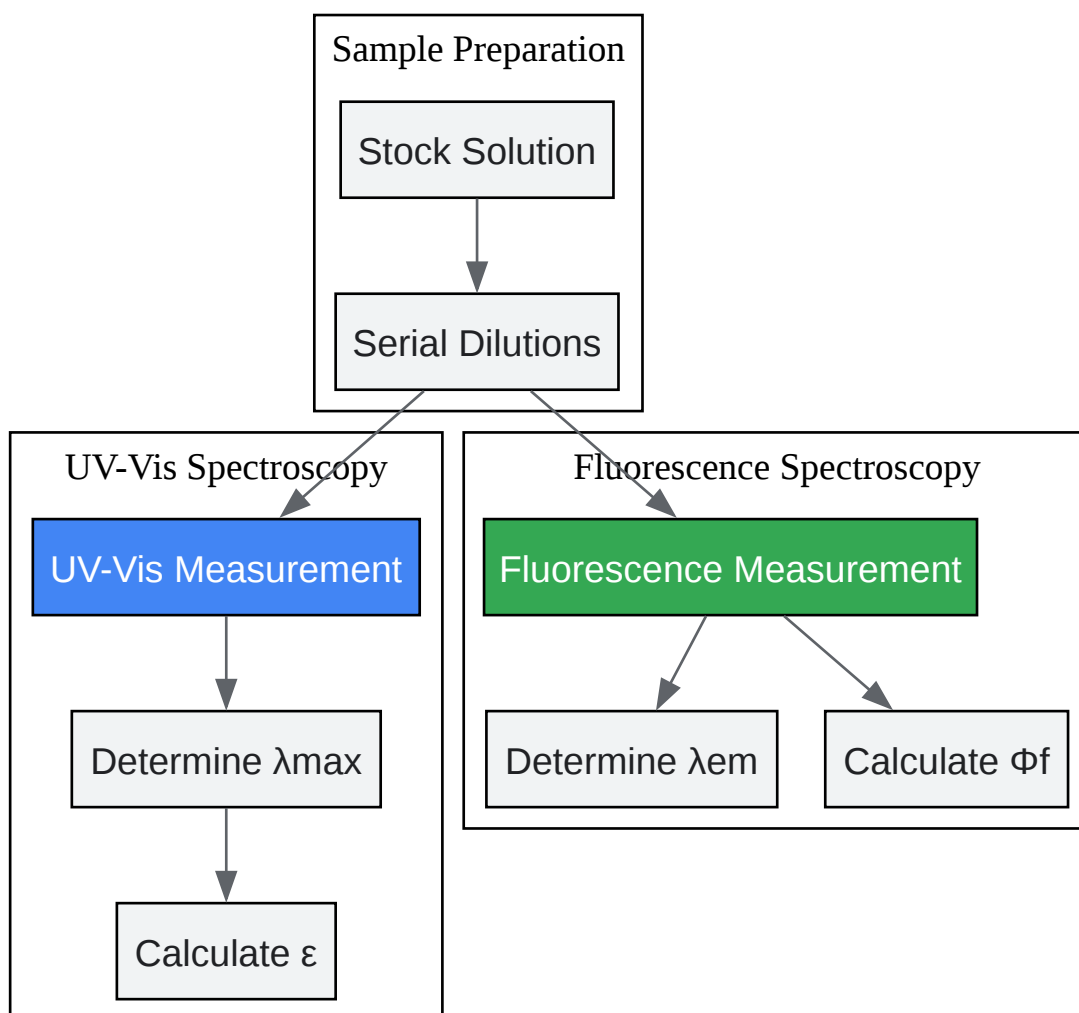 Sample Preparation
Stock Solution
Serial Dilutions
UV-Vis Spectroscopy
UV-Vis Measurement
Determine λmax
Calculate ε
Fluorescence Spectroscopy
Fluorescence Measurement
Determine λem
Calculate Φf